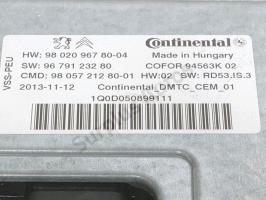 Continental
VSS-PEU
HW: 98 020 967 80-04 Made in Hungary
SW: 96 791 232 80 COFOR 94563K 02
CMD: 98 057 212 80-01 HW:02 SW: RD53.IS.3
2013-11-12 Continental_DMTC_CEM_01
1Q0D050899111